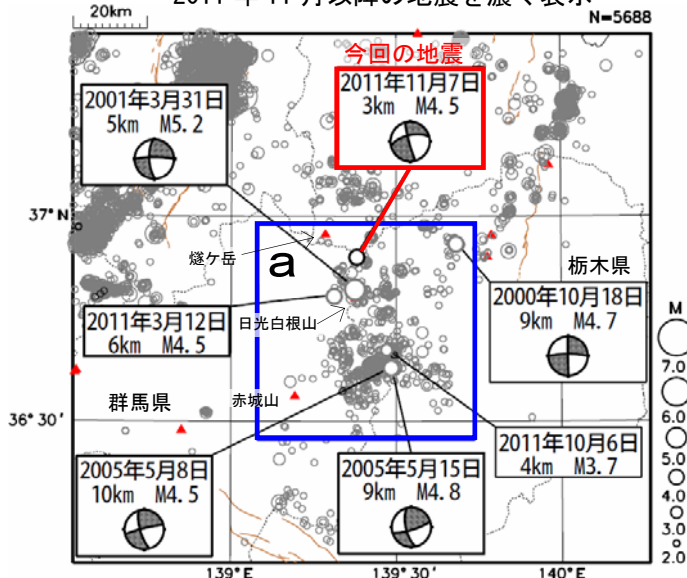 2011年11月以降の地震を濃く表示
20km
N=5688
今回の地震
2011年11月7日
3km M4.5
2001年3月31日
5km M5.2
37°N
燧ケ岳
a
栃木県
2000年10月18日
9km M4.7
日光白根山
2011年3月12日
6km M4.5
群馬県
赤城山
36°30'
2011年10月6日
4km M3.7
2005年5月8日
10km M4.5
2005年5月15日
9km M4.8
M
7.0
6.0
5.0
4.0
3.0
2.0
139°E
139°30'
140°E